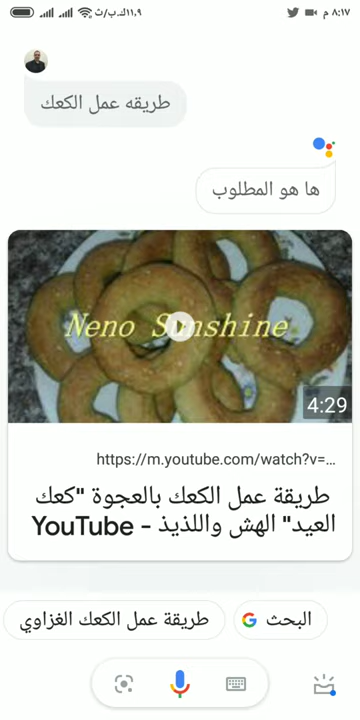 ١١,٩ك.ب/ث
٨:١٧ م
طريقه عمل الكعك
ها هو المطلوب
Neno Sunshine
4:29
https://m.youtube.com/watch?v=...
طريقة عمل الكعك بالعجوة "كعك
العيد" الهش واللذيذ - YouTube
البحث
طريقة عمل الكعك الغزاوي